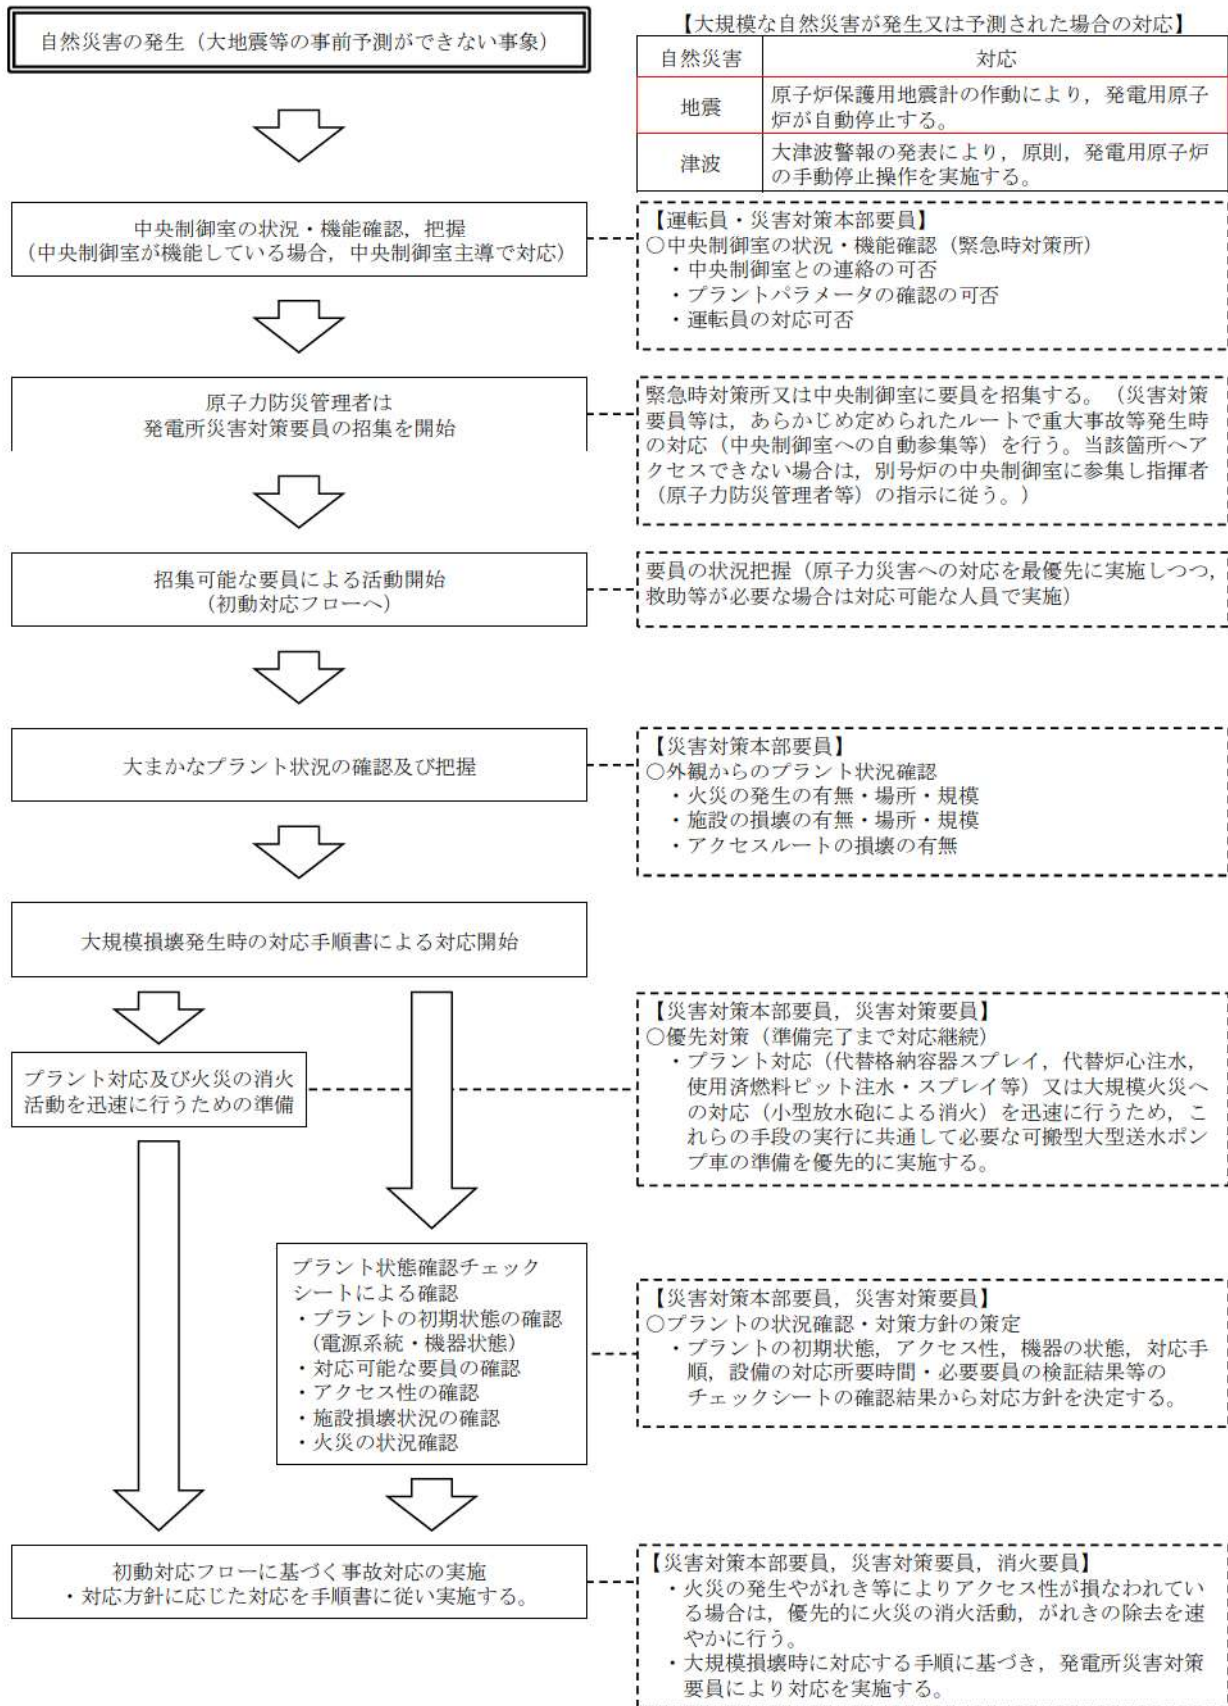 自然災害の発生（大地震等の事前予測ができない事象）
【大規模な自然災害が発生又は予測された場合の対応】
自然災害
対応
地震
原子炉保護用地震計の作動により，発電用原子
炉が自動停止する。
津波
大津波警報の発表により，原則，発電用原子炉
の手動停止操作を実施する。
中央制御室の状況・機能確認，把握
（中央制御室が機能している場合，中央制御室主導で対応）
【運転員・災害対策本部要員】
○中央制御室の状況・機能確認（緊急時対策所）
・中央制御室との連絡の可否
・プラントパラメータの確認の可否
・運転員の対応可否
原子力防災管理者は
発電所災害対策要員の招集を開始
緊急時対策所又は中央制御室に要員を招集する。（災害対策
要員等は，あらかじめ定められたルートで重大事故等発生時
の対応（中央制御室への自動参集等）を行う。当該箇所へア
クセスできない場合は，別号炉の中央制御室に参集し指揮者
（原子力防災管理者等）の指示に従う。）
招集可能な要員による活動開始
（初動対応フローへ）
要員の状況把握（原子力災害への対応を最優先に実施しつつ，
救助等が必要な場合は対応可能な人員で実施）
大まかなプラント状況の確認及び把握
【災害対策本部要員】
○外観からのプラント状況確認
・火災の発生の有無・場所・規模
・施設の損壊の有無・場所・規模
・アクセスルートの損壊の有無
大規模損壊発生時の対応手順書による対応開始
プラント対応及び火災の消火
活動を迅速に行うための準備
【災害対策本部要員，災害対策要員】
○優先対策（準備完了まで対応継続）
・プラント対応（代替格納容器スプレイ，代替炉心注水，
使用済燃料ピット注水・スプレイ等）又は大規模火災へ
の対応（小型放水砲による消火）を迅速に行うため，こ
れらの手段の実行に共通して必要な可搬型大型送水ポン
プ車の準備を優先的に実施する。
プラント状態確認チェック
シートによる確認
・プラントの初期状態の確認
（電源系統・機器状態）
・対応可能な要員の確認
・アクセス性の確認
・施設損壊状況の確認
・火災の状況確認
【災害対策本部要員，災害対策要員】
○プラントの状況確認・対策方針の策定
・プラントの初期状態，アクセス性，機器の状態，対応手
順，設備の対応所要時間・必要要員の検証結果等の
チェックシートの確認結果から対応方針を決定する。
初動対応フローに基づく事故対応の実施
・対応方針に応じた対応を手順書に従い実施する。
【災害対策本部要員，災害対策要員，消火要員】
・火災の発生やがれき等によりアクセス性が損なわれてい
る場合は，優先的に火災の消火活動，がれきの除去を速
やかに行う。
・大規模損壊時に対応する手順に基づき，発電所災害対策
要員により対応を実施する。